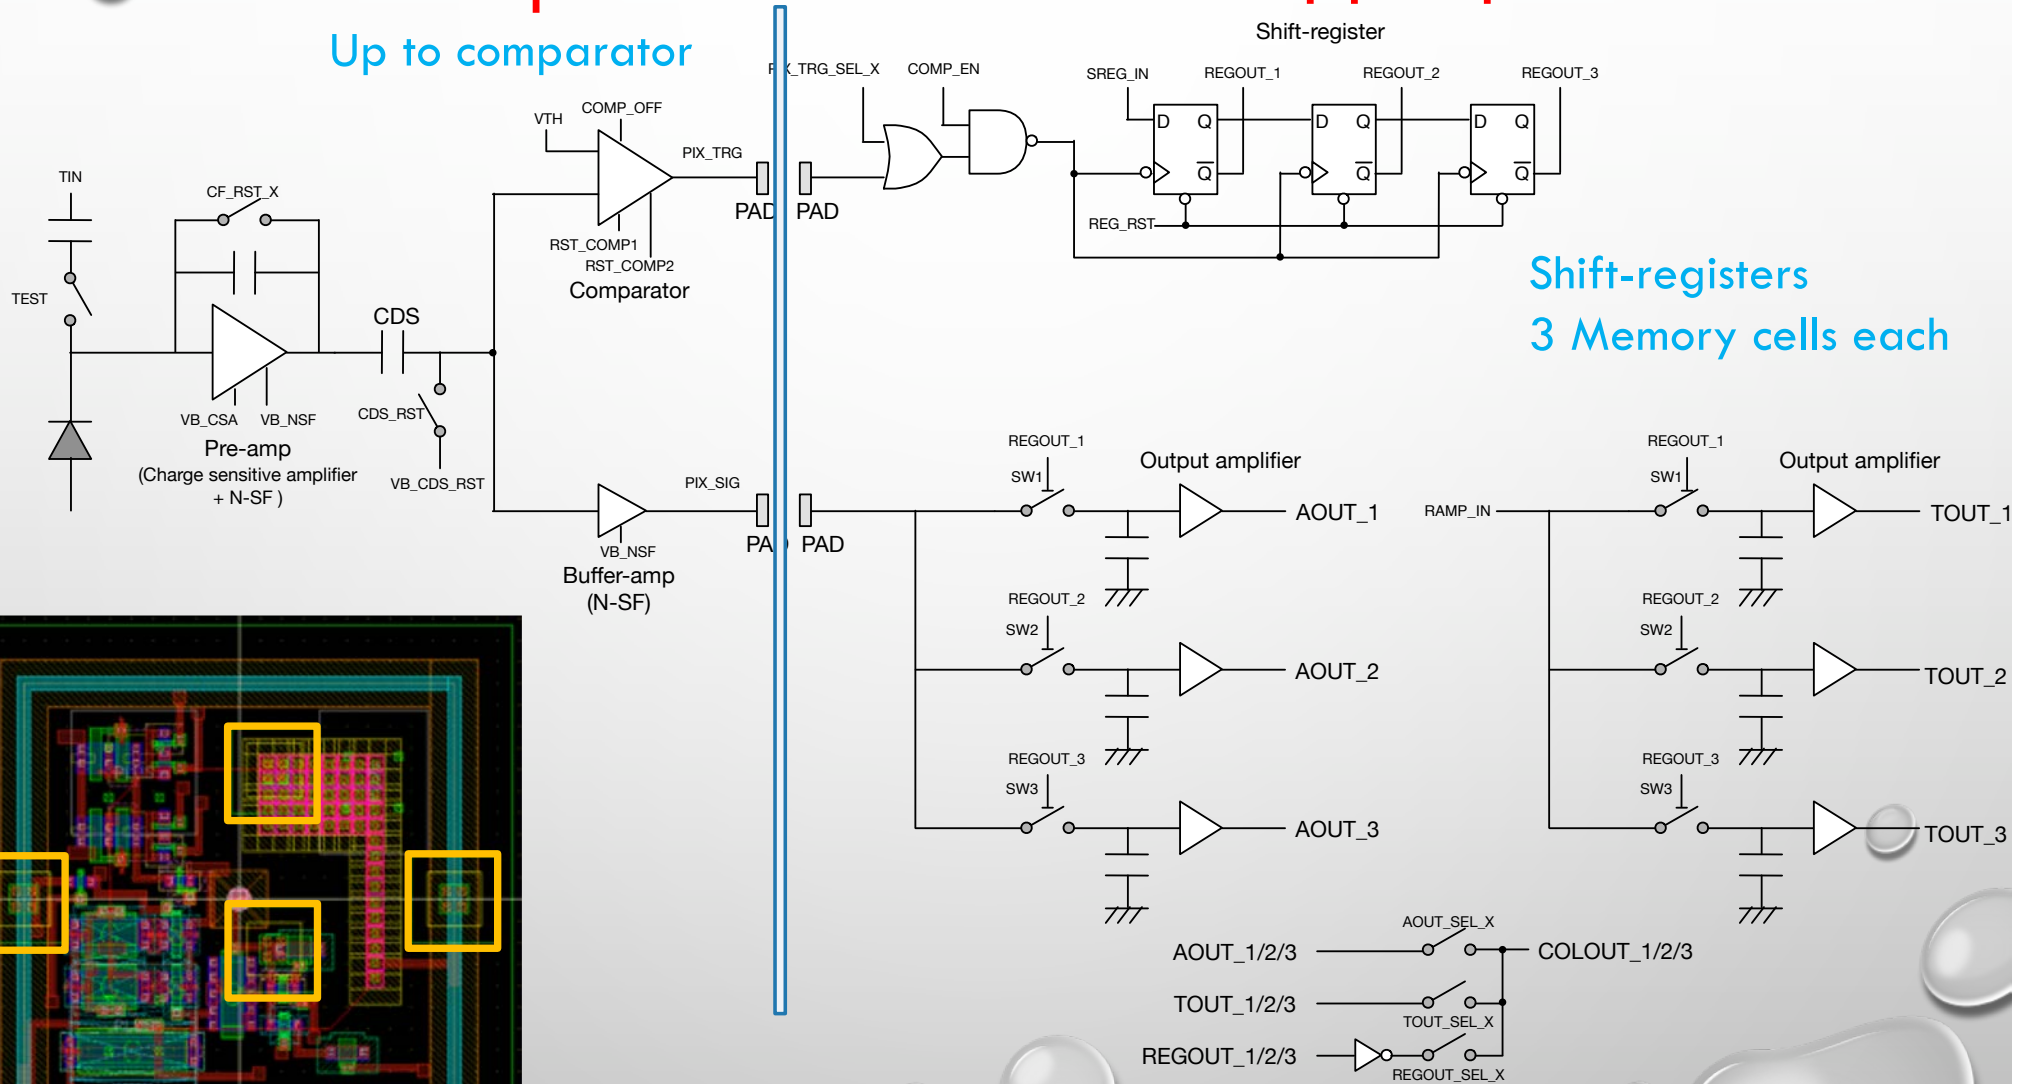 Up to comparator
Shift-register
PIX_TRG_SEL_X
COMP_EN
SREG_IN
REGOUT_1
REGOUT_2
REGOUT_3
COMP_OFF
VTH
PIX_TRG
D Q
D Q
D Q
Q
Q
Q
TIN
CF_RST_X
PAD
PAD
REG_RST
RST_COMP1
RST_COMP2
Comparator
TEST
CDS
Shift-registers
3 Memory cells each
VB_CSA
VB_NSF
CDS_RST
Pre-amp
(Charge sensitive amplifier
+ N-SF )
VB_CDS_RST
PIX_SIG
PAD
PAD
VB_NSF
Buffer-amp
(N-SF)
REGOUT_1
SW1
Output amplifier
AOUT_1
REGOUT_2
SW2
AOUT_2
REGOUT_3
SW3
AOUT_3
RAMP_IN
REGOUT_1
SW1
Output amplifier
TOUT_1
REGOUT_2
SW2
TOUT_2
REGOUT_3
SW3
TOUT_3
AOUT_SEL_X
AOUT_1/2/3
COLOUT_1/2/3
TOUT_1/2/3
TOUT_SEL_X
REGOUT_1/2/3
REGOUT_SEL_X